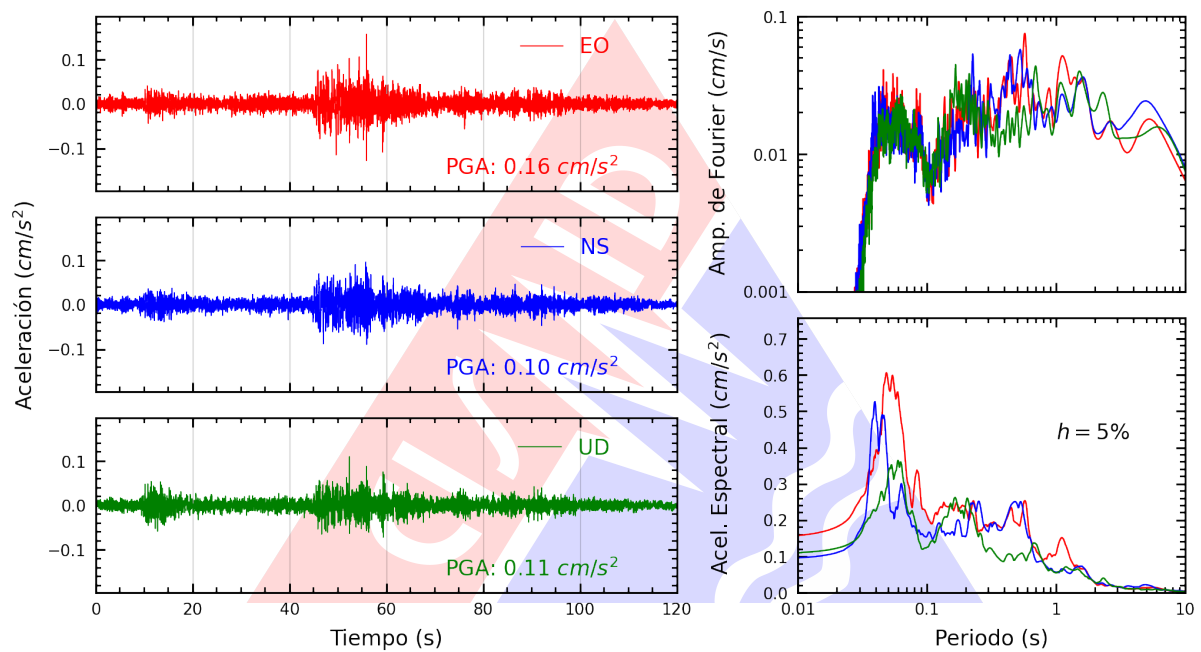 Aceleración (cm/s²)
0.1
0.0
−0.1
EO
PGA: 0.16 cm/s²
0.1
0.0
−0.1
NS
PGA: 0.10 cm/s²
0.1
0.0
−0.1
UD
PGA: 0.11 cm/s²
0 20 40 60 80 100 120
Tiempo (s)
Amp. de Fourier (cm/s)
0.1
0.01
0.001
Acel. Espectral (cm/s²)
0.7
0.6
0.5
0.4
0.3
0.2
0.1
0.0
h = 5%
0.01 0.1 1 10
Periodo (s)
CISMID